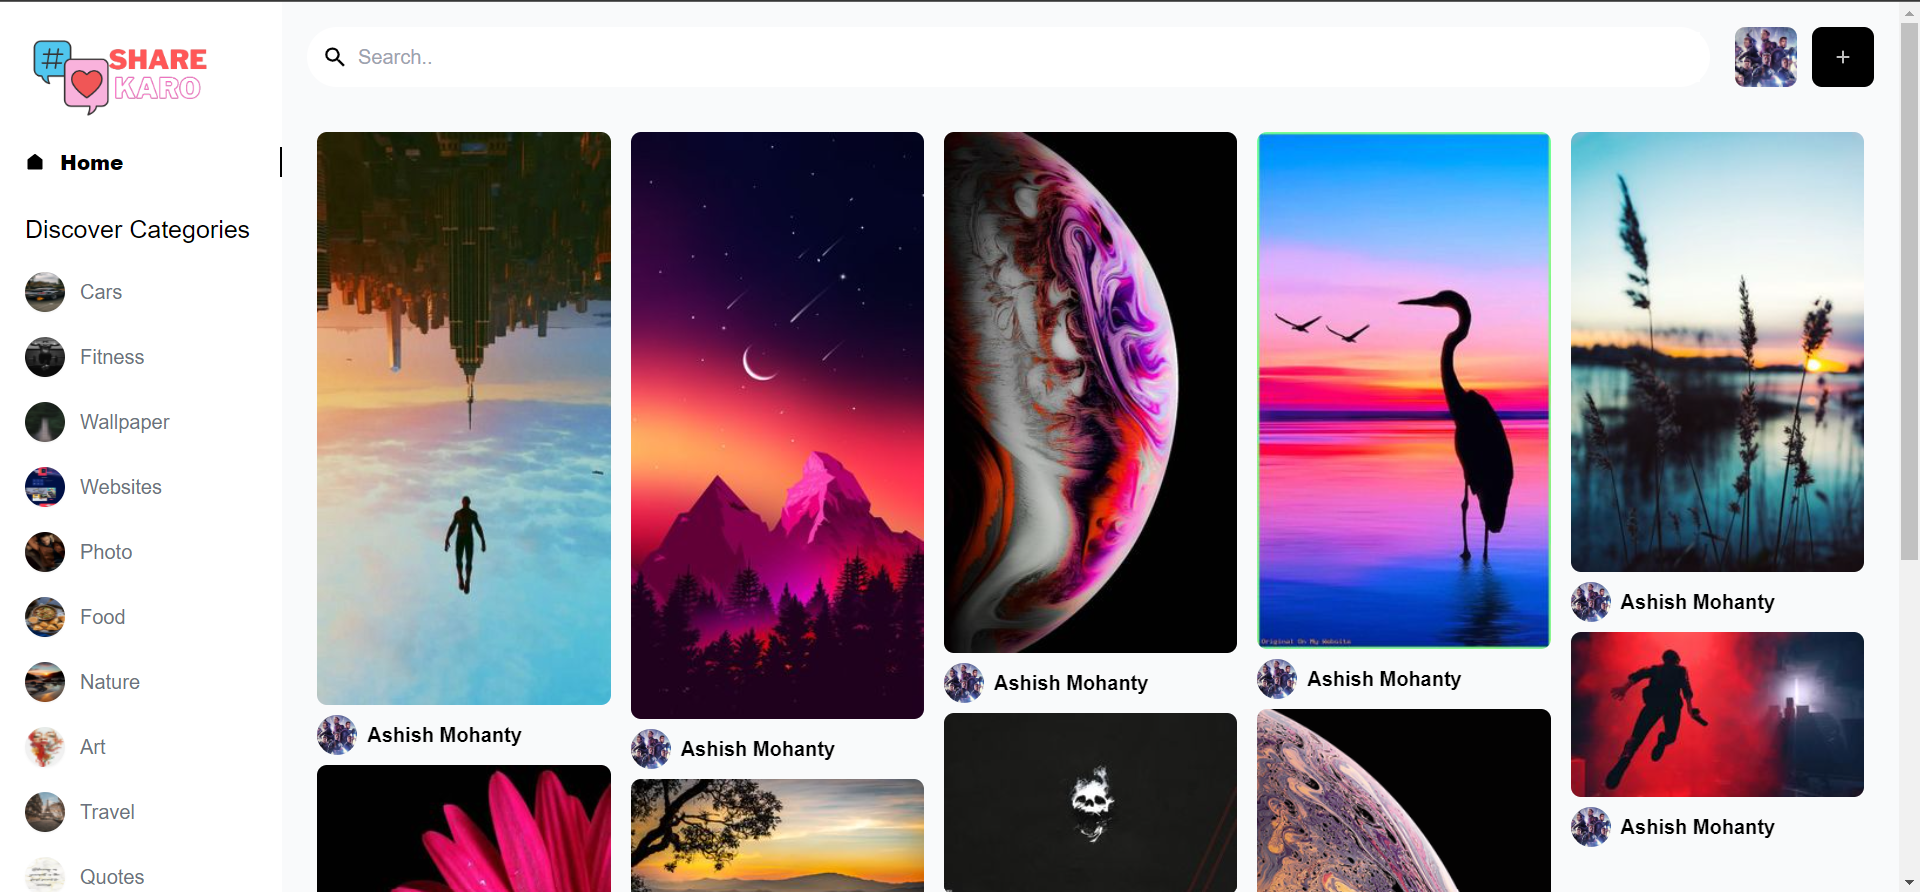 #
SHARE
KARO
Search..
+
Home
Discover Categories
Cars
Fitness
Wallpaper
Websites
Photo
Food
Nature
Art
Travel
Quotes
Original On My Website
Ashish Mohanty
Ashish Mohanty
Ashish Mohanty
Ashish Mohanty
Ashish Mohanty
Ashish Mohanty